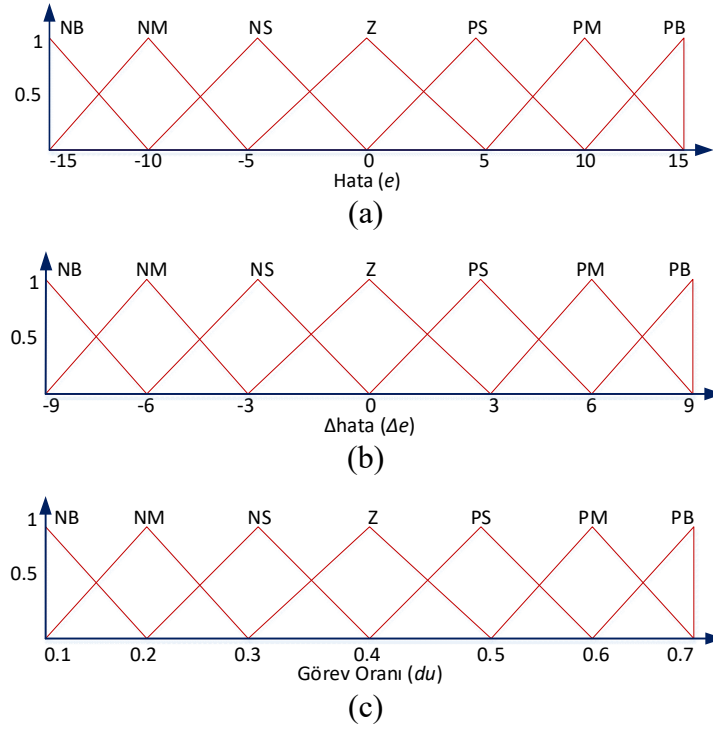 NB NM NS Z PS PM PB
1
0.5
-15 -10 -5 0 5 10 15
Hata (e)
(a)
NB NM NS Z PS PM PB
1
0.5
-9 -6 -3 0 3 6 9
Δhata (Δe)
(b)
NB NM NS Z PS PM PB
1
0.5
0.1 0.2 0.3 0.4 0.5 0.6 0.7
Görev Oranı (du)
(c)